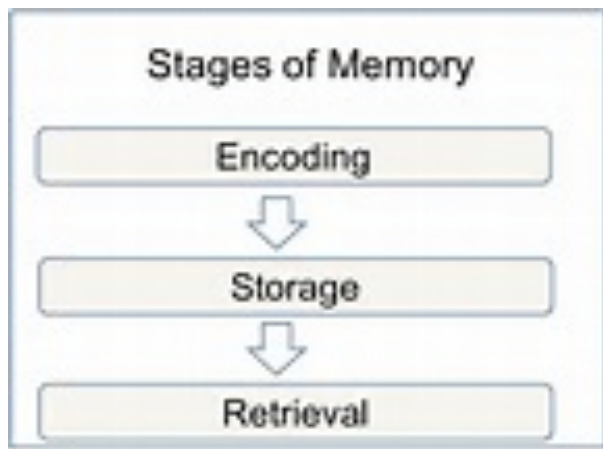 Stages of Memory
Encoding
Storage
Retrieval